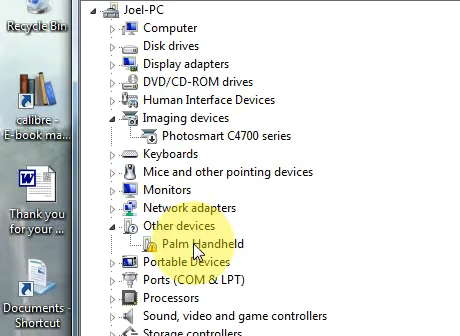 Recycle Bin
calibre -
E-book ma...
Thank you
for your ...
Documents -
Shortcut
Joel-PC
Computer
Disk drives
Display adapters
DVD/CD-ROM drives
Human Interface Devices
Imaging devices
Photosmart C4700 series
Keyboards
Mice and other pointing devices
Monitors
Network adapters
Other devices
Palm Handheld
Portable Devices
Ports (COM & LPT)
Processors
Sound, video and game controllers
Storage controllers